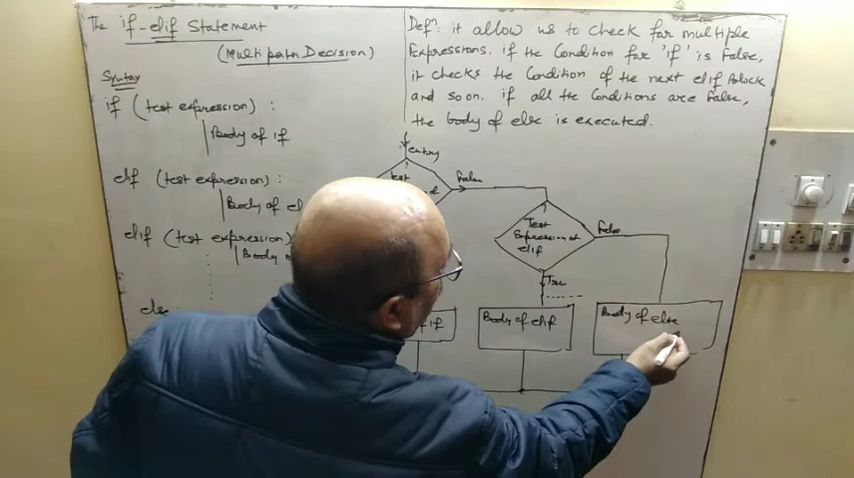 The if-elif Statement
(Multipath Decision)
Syntax
if (test expression) :
Body of if
elif (test expression) :
Body of el
elif (test expression)
Body
else
Defn: it allow us to check for multiple
Expressions. if the Condition for 'if' is False,
it checks the Condition of the next elif Block
and so on. if all the Conditions are False,
the body of else is executed.
entry
test
False
Test
Expression of
elif
False
True
if
Body of elif
Body of else